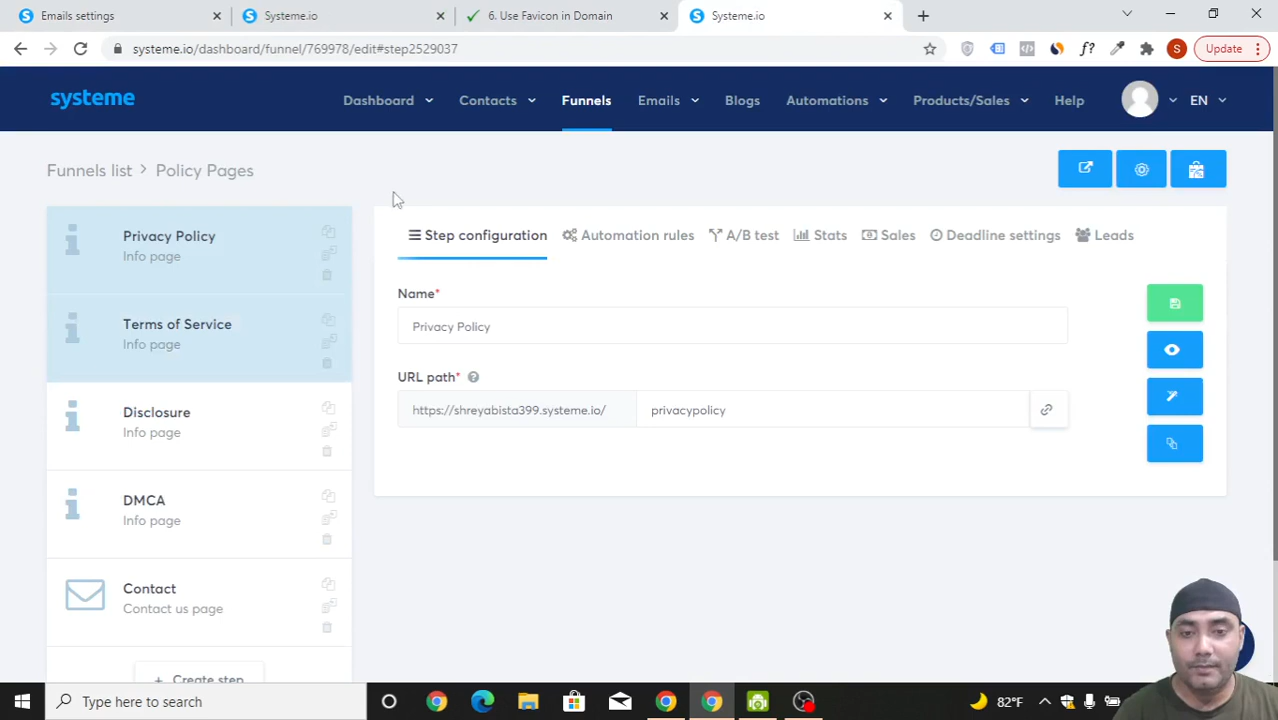 Emails settings
Systeme.io
6. Use Favicon in Domain
Systeme.io
systeme.io/dashboard/funnel/769978/edit#step2529037
f?
S
Update
systeme
Dashboard
Contacts
Funnels
Emails
Blogs
Automations
Products/Sales
Help
EN
Funnels list > Policy Pages
Privacy Policy
Info page
Terms of Service
Info page
Disclosure
Info page
DMCA
Info page
Contact
Contact us page
+ Create step
Step configuration
Automation rules
A/B test
Stats
Sales
Deadline settings
Leads
Name*
Privacy Policy
URL path*
https://shreyabista399.systeme.io/
privacypolicy
Type here to search
82°F